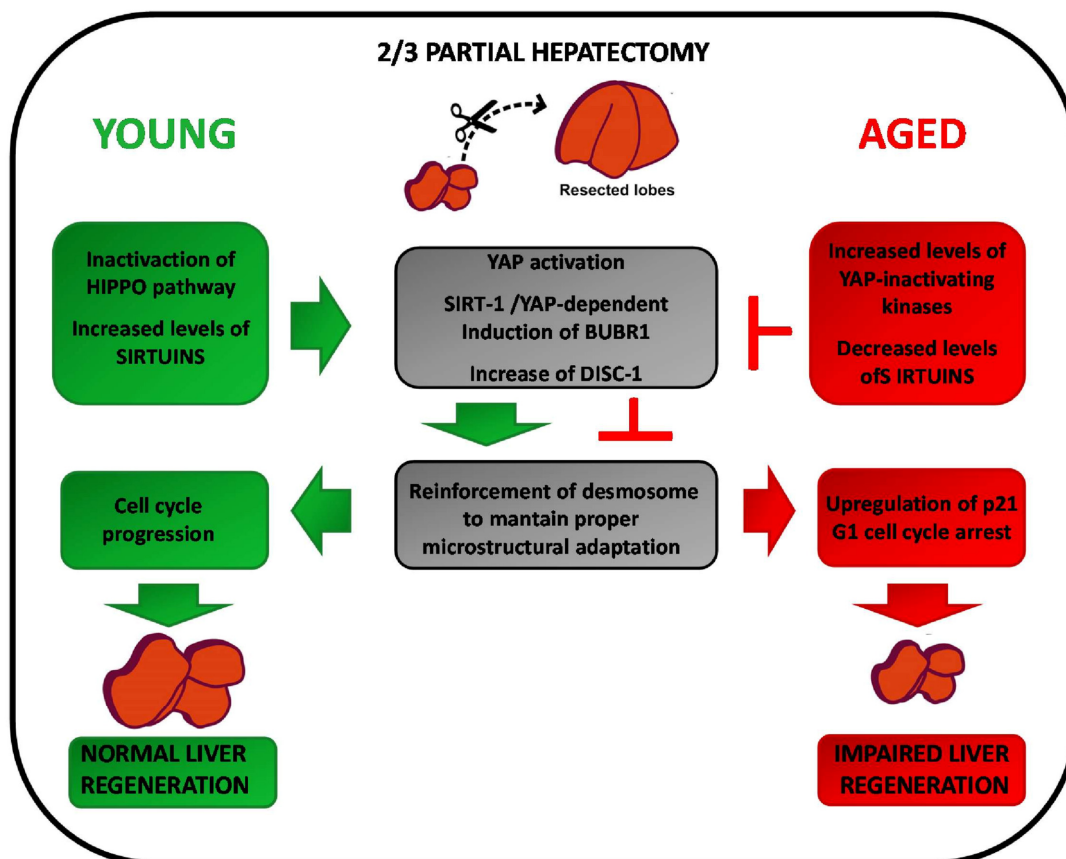 2/3 PARTIAL HEPATECTOMY
YOUNG
AGED
Resected lobes
Inactivaction of
HIPPO pathway
Increased levels of
SIRTUINS
YAP activation
SIRT-1 /YAP-dependent
Induction of BUBR1
Increase of DISC-1
Increased levels of
YAP-inactivating
kinases
Decreased levels
ofS IRTUINS
Cell cycle
progression
Reinforcement of desmosome
to mantain proper
microstructural adaptation
Upregulation of p21
G1 cell cycle arrest
NORMAL LIVER
REGENERATION
IMPAIRED LIVER
REGENERATION